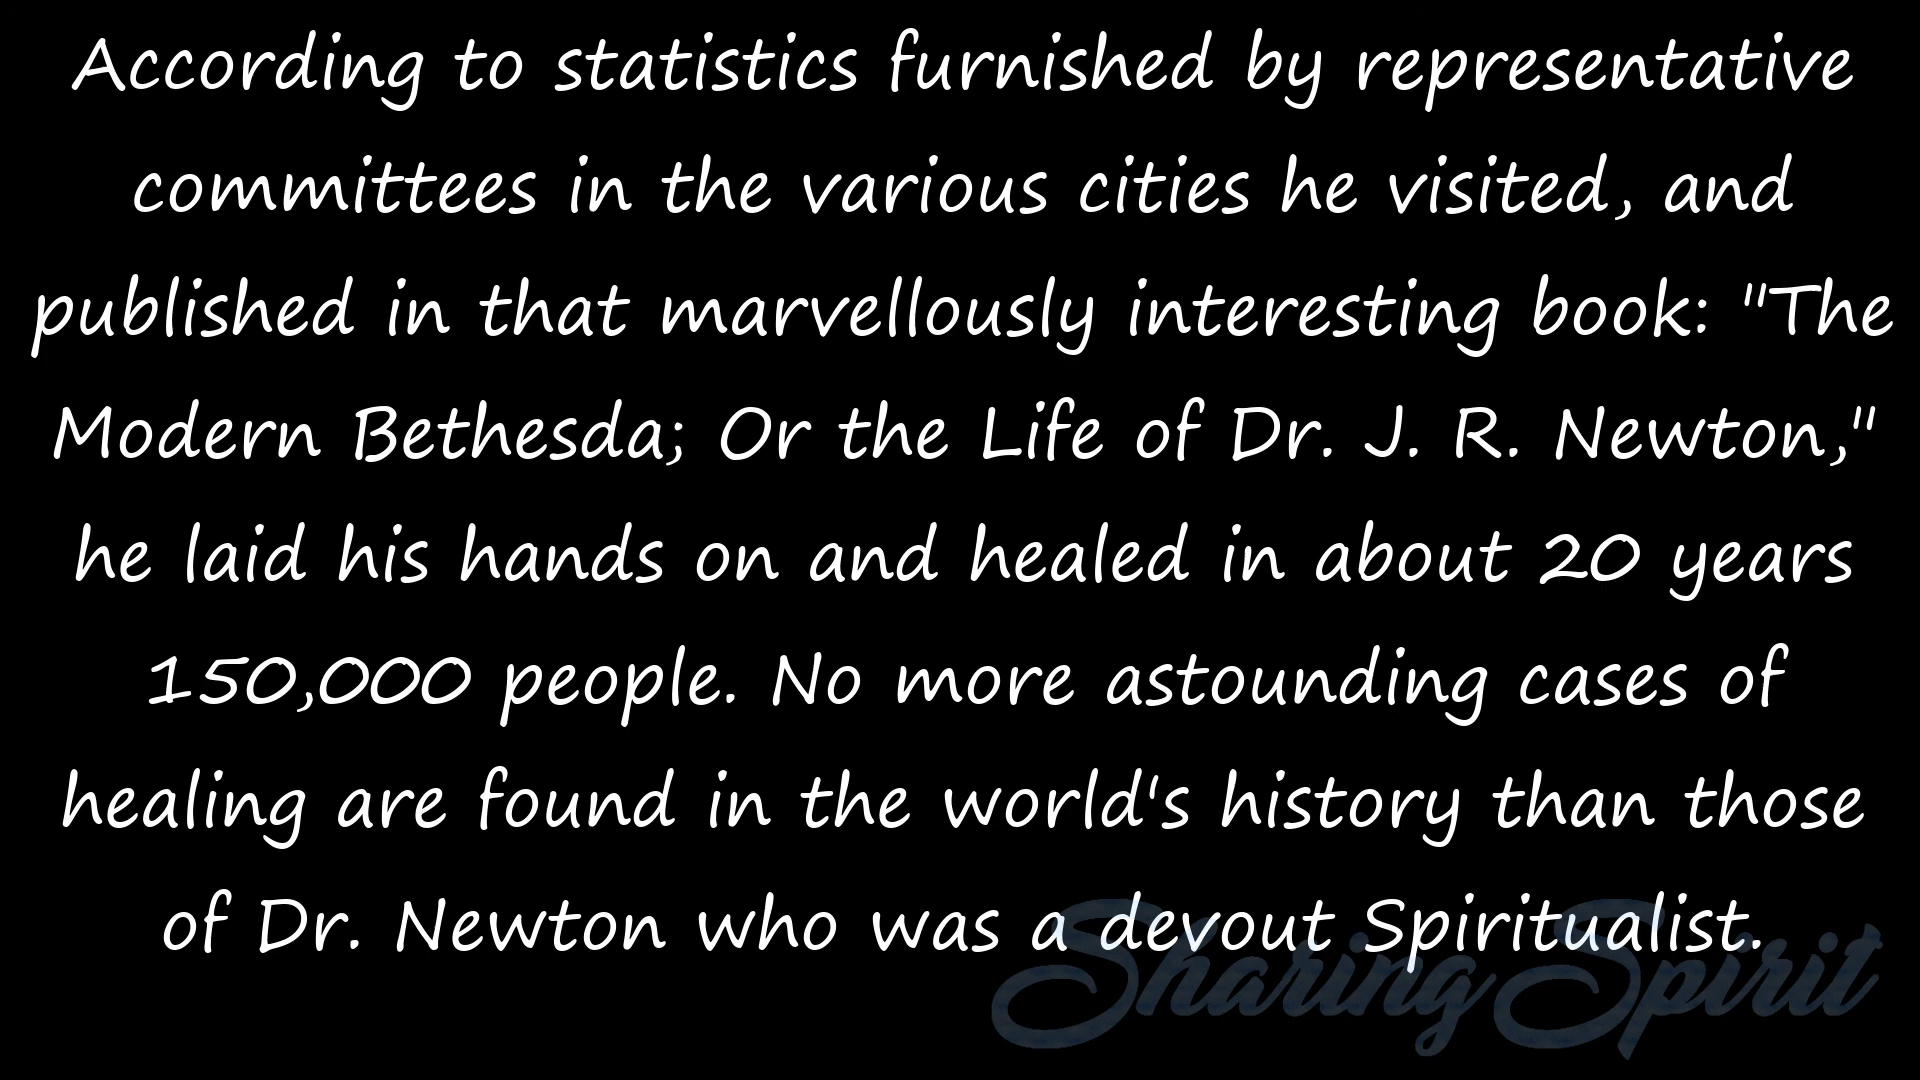 According to statistics furnished by representative
committees in the various cities he visited, and
published in that marvellously interesting book: "The
Modern Bethesda; Or the Life of Dr. J. R. Newton,"
he laid his hands on and healed in about 20 years
150,000 people. No more astounding cases of
healing are found in the world's history than those
of Dr. Newton who was a devout Spiritualist.
SharingSpirit